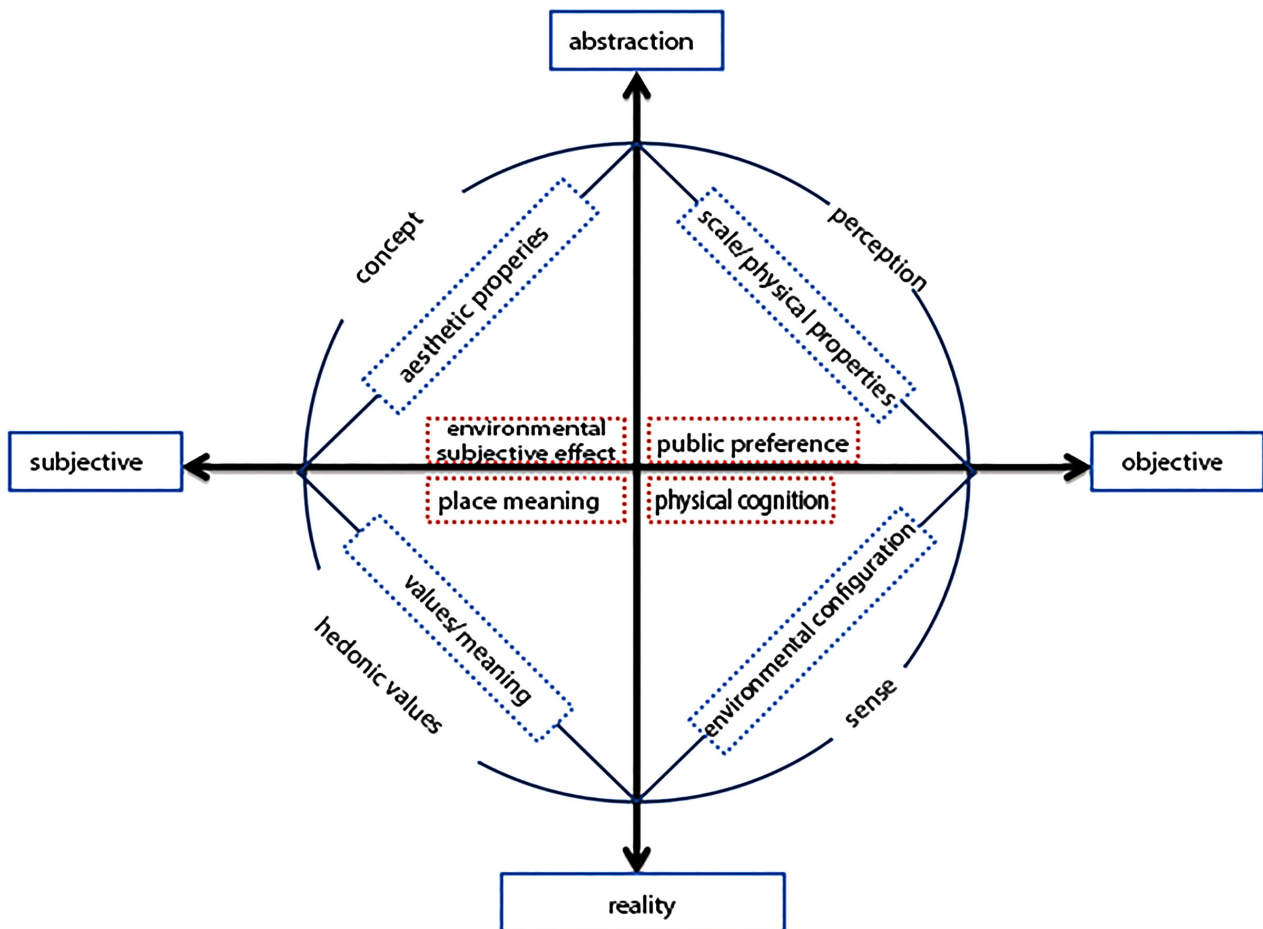 abstraction
concept
perception
aesthetic properies
scale/physical properties
environmental
subjective effect
public preference
subjective
objective
place meaning
physical cognition
values/meaning
environmental configuration
hedonic values
sense
reality